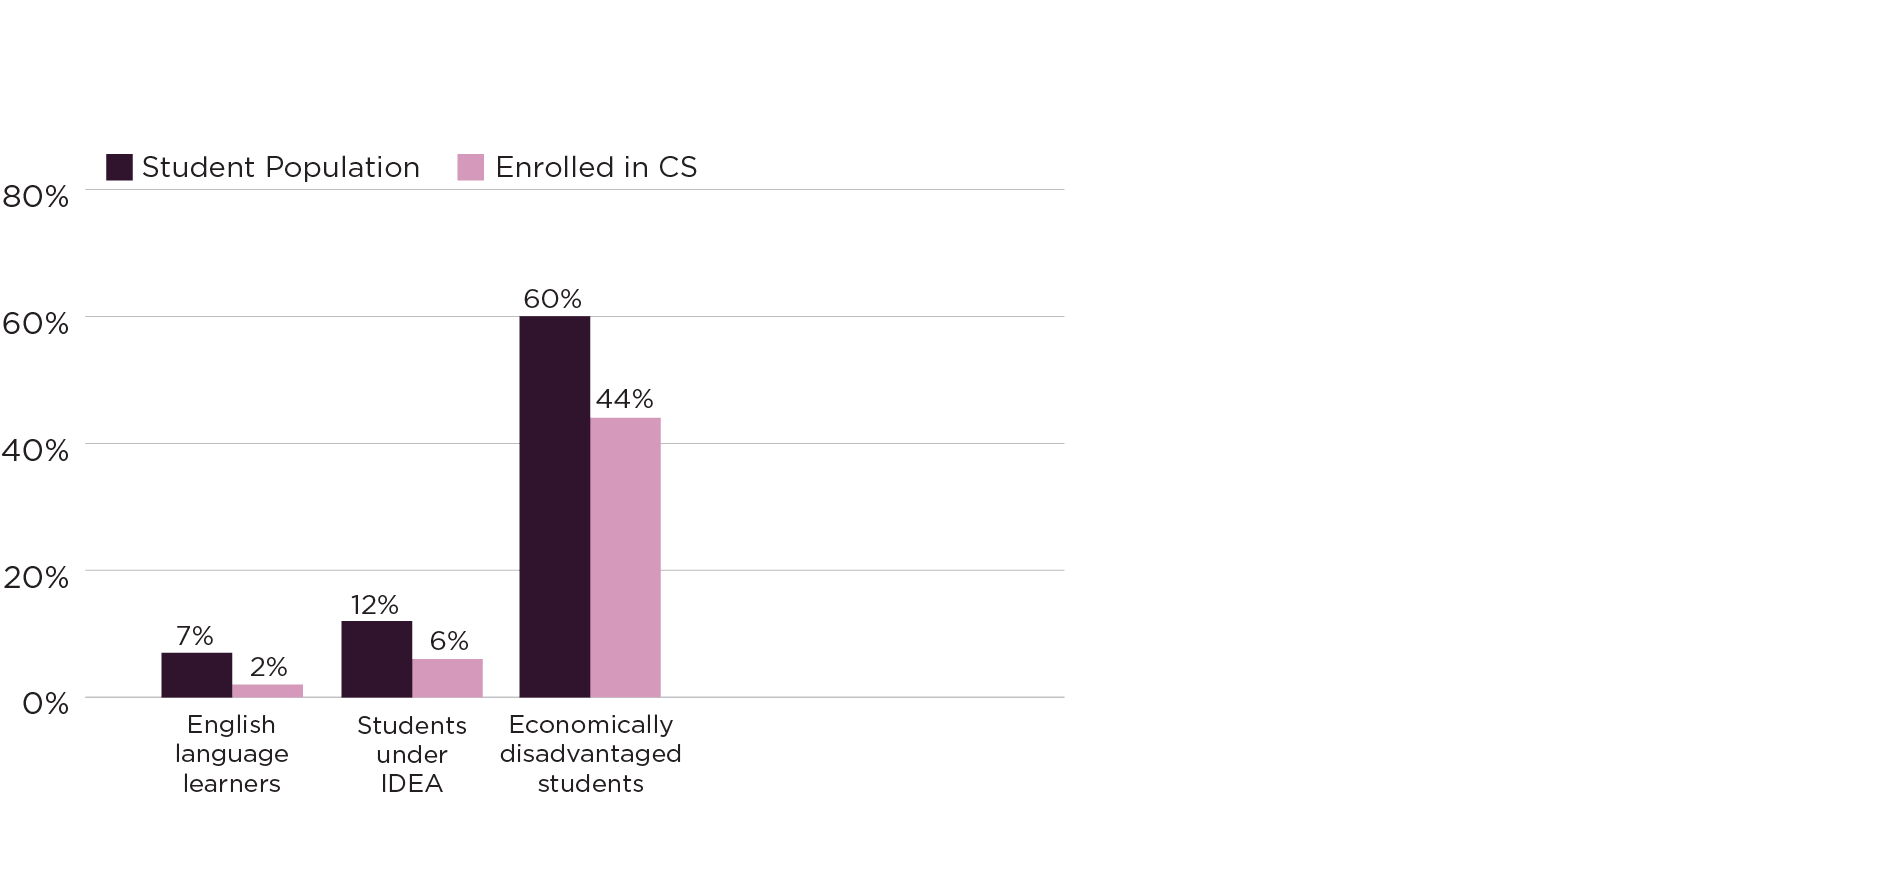 Student Population
Enrolled in CS
80%
60%
40%
20%
0%
7%
2%
12%
6%
60%
44%
English
language
learners
Students
under
IDEA
Economically
disadvantaged
students